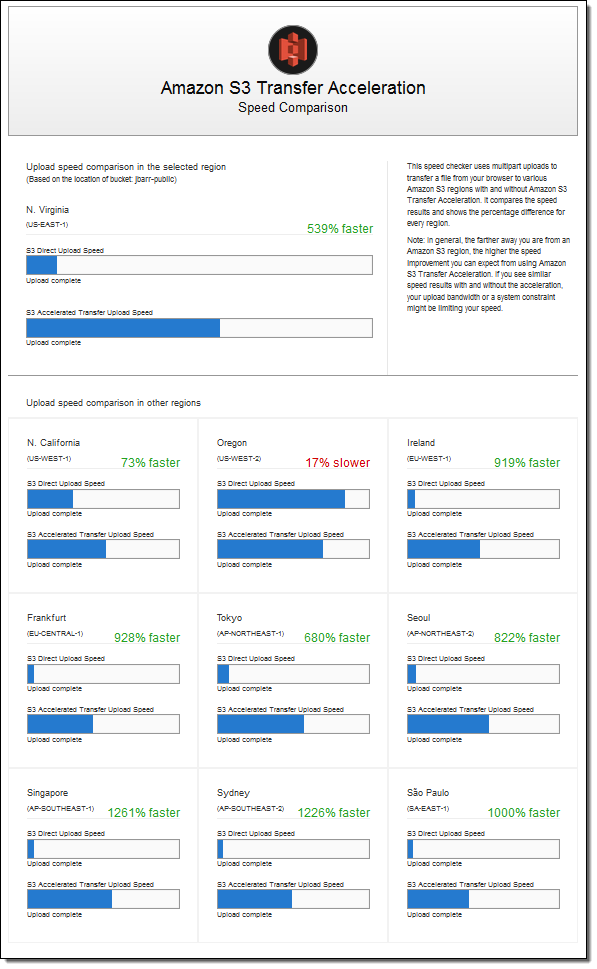 Amazon S3 Transfer Acceleration
Speed Comparison
Upload speed comparison in the selected region
(Based on the location of bucket: jbarr-public)
N. Virginia
(US-EAST-1)
539% faster
S3 Direct Upload Speed
Upload complete
S3 Accelerated Transfer Upload Speed
Upload complete
This speed checker uses multipart uploads to
transfer a file from your browser to various
Amazon S3 regions with and without Amazon S3
Transfer Acceleration. It compares the speed
results and shows the percentage difference for
every region.
Note: In general, the farther away you are from an
Amazon S3 region, the higher the speed
improvement you can expect from using Amazon
S3 Transfer Acceleration. If you see similar
speed results with and without the acceleration,
your upload bandwidth or a system constraint
might be limiting your speed.
Upload speed comparison in other regions
N. California
(US-WEST-1)
73% faster
S3 Direct Upload Speed
Upload complete
S3 Accelerated Transfer Upload Speed
Upload complete
Oregon
(US-WEST-2)
17% slower
S3 Direct Upload Speed
Upload complete
S3 Accelerated Transfer Upload Speed
Upload complete
Ireland
(EU-WEST-1)
919% faster
S3 Direct Upload Speed
Upload complete
S3 Accelerated Transfer Upload Speed
Upload complete
Frankfurt
(EU-CENTRAL-1)
928% faster
S3 Direct Upload Speed
Upload complete
S3 Accelerated Transfer Upload Speed
Upload complete
Tokyo
(AP-NORTHEAST-1)
680% faster
S3 Direct Upload Speed
Upload complete
S3 Accelerated Transfer Upload Speed
Upload complete
Seoul
(AP-NORTHEAST-2)
822% faster
S3 Direct Upload Speed
Upload complete
S3 Accelerated Transfer Upload Speed
Upload complete
Singapore
(AP-SOUTHEAST-1)
1261% faster
S3 Direct Upload Speed
Upload complete
S3 Accelerated Transfer Upload Speed
Upload complete
Sydney
(AP-SOUTHEAST-2)
1226% faster
S3 Direct Upload Speed
Upload complete
S3 Accelerated Transfer Upload Speed
Upload complete
São Paulo
(SA-EAST-1)
1000% faster
S3 Direct Upload Speed
Upload complete
S3 Accelerated Transfer Upload Speed
Upload complete